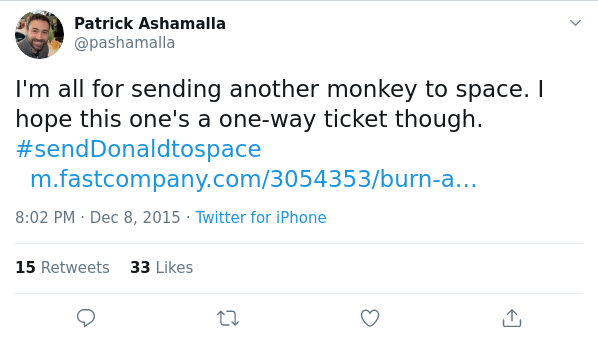 Patrick Ashamalla
@pashamalla
I'm all for sending another monkey to space. I
hope this one's a one-way ticket though.
#sendDonaldtospace
m.fastcompany.com/3054353/burn-a...
8:02 PM · Dec 8, 2015 · Twitter for iPhone
15 Retweets 33 Likes